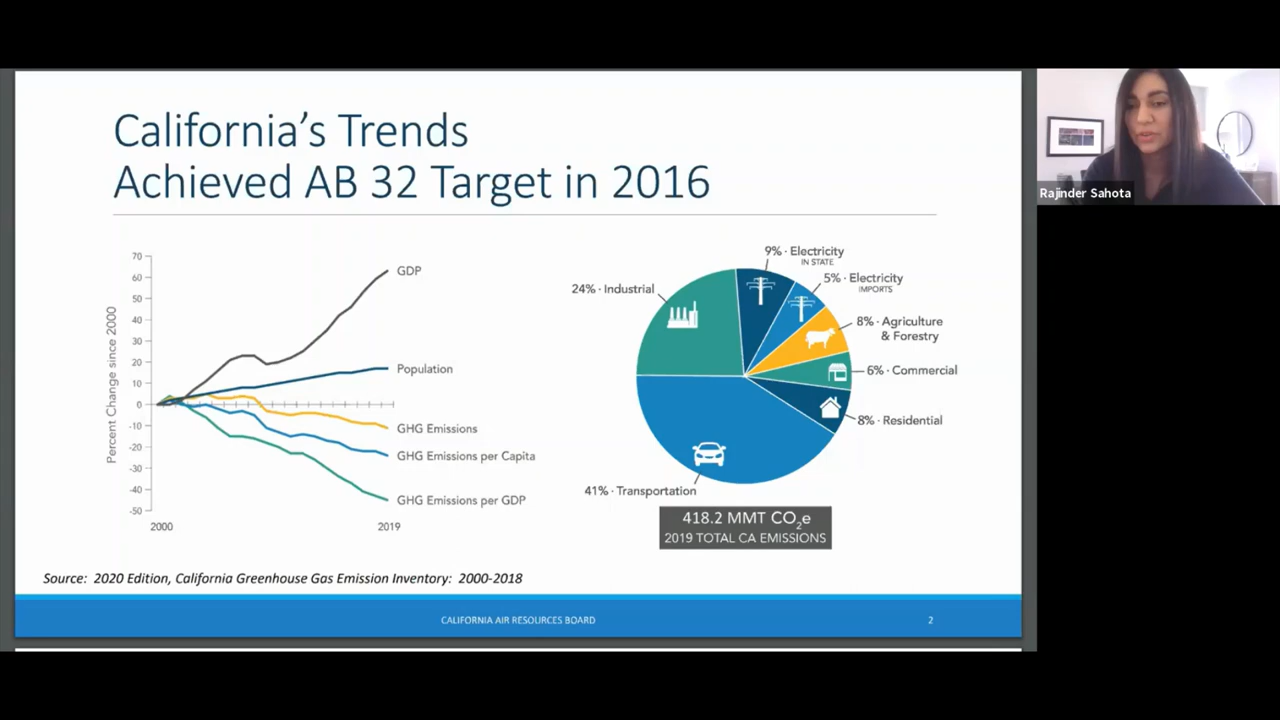 California's Trends
Achieved AB 32 Target in 2016
Percent Change since 2000
70
60
50
40
30
20
10
0
-10
-20
-30
-40
-50
2000
2019
GDP
Population
GHG Emissions
GHG Emissions per Capita
GHG Emissions per GDP
9% · Electricity
IN STATE
5% · Electricity
IMPORTS
24% · Industrial
8% · Agriculture
& Forestry
6% · Commercial
8% · Residential
41% · Transportation
418.2 MMT CO2e
2019 TOTAL CA EMISSIONS
Source: 2020 Edition, California Greenhouse Gas Emission Inventory: 2000-2018
CALIFORNIA AIR RESOURCES BOARD
2
Rajinder Sahota